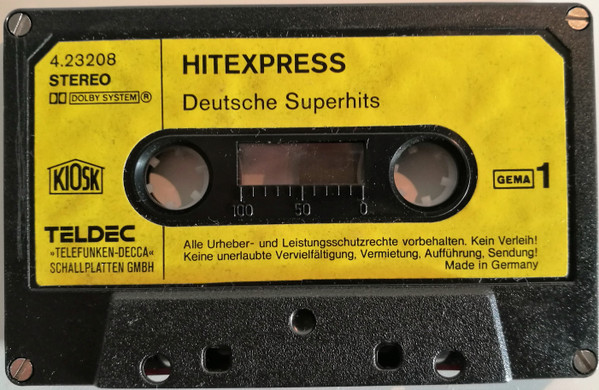 4.23208
STEREO
DOLBY SYSTEM®
HITEXPRESS
Deutsche Superhits
KIOSK
100 50 0
GEMA 1
TELDEC
»TELEFUNKEN-DECCA«
SCHALLPLATTEN GMBH
Alle Urheber- und Leistungsschutzrechte vorbehalten. Kein Verleih!
Keine unerlaubte Vervielfältigung, Vermietung, Aufführung, Sendung!
Made in Germany